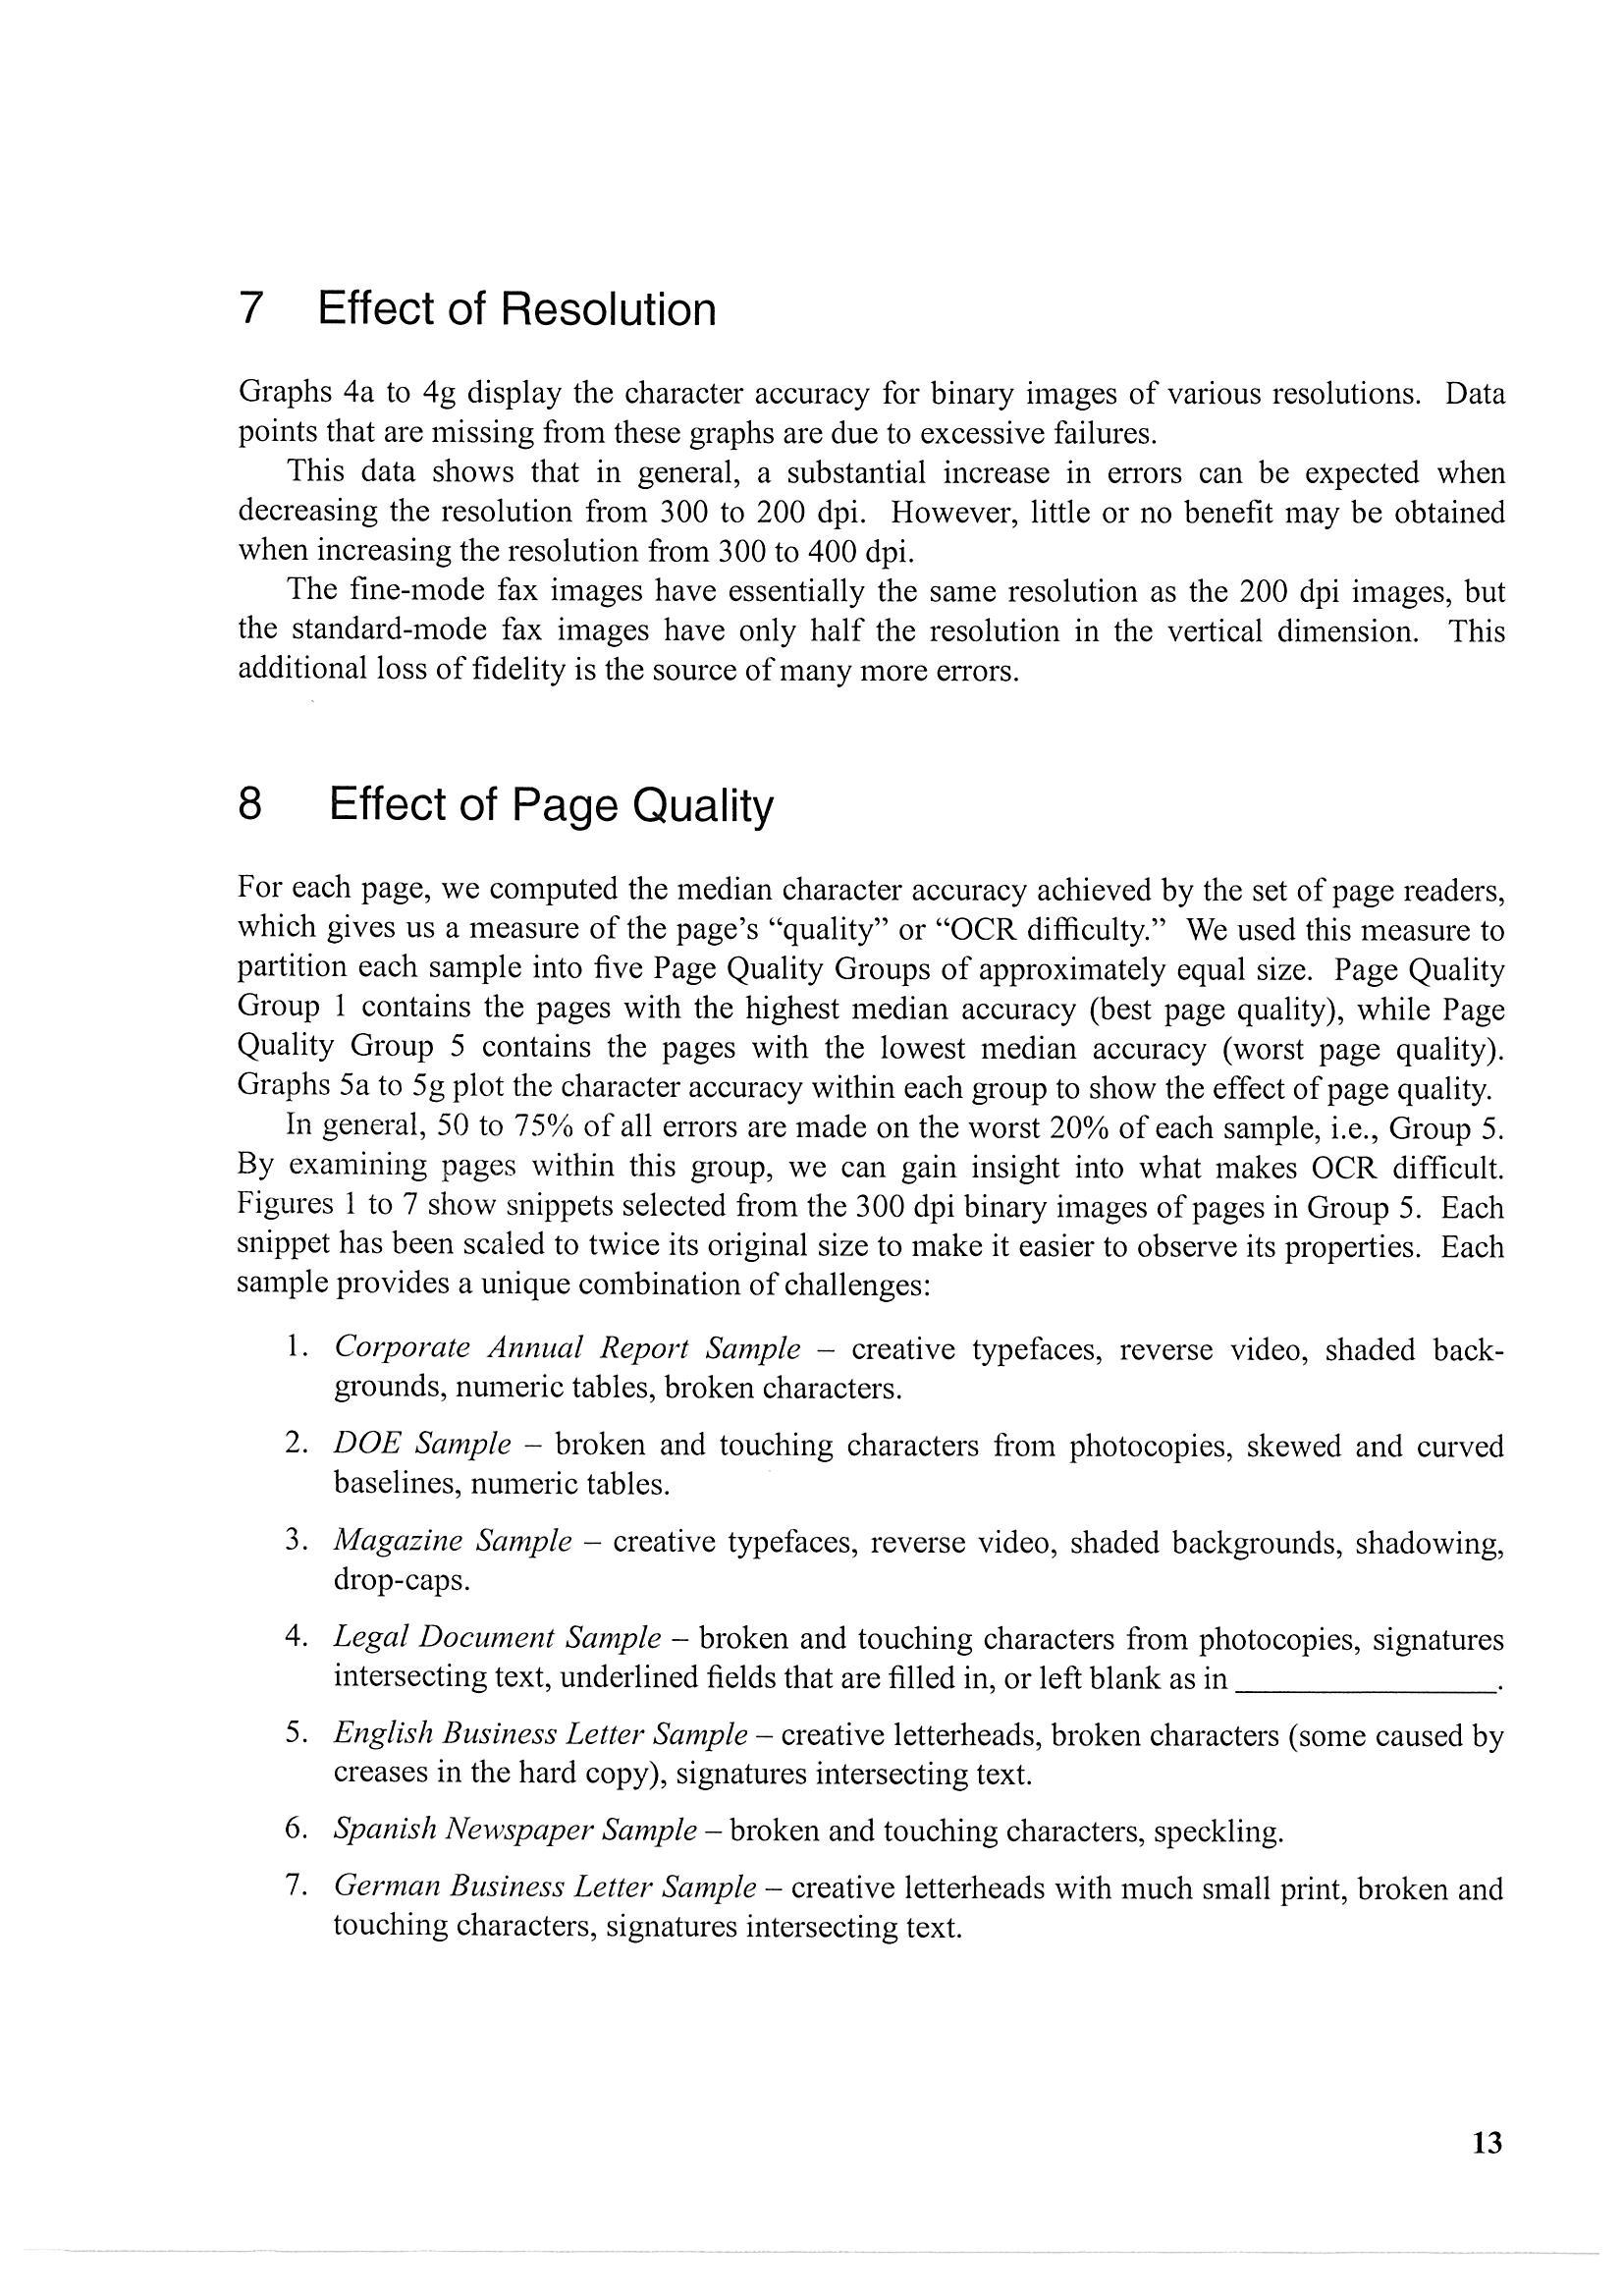 7 Effect of Resolution
Graphs 4a to 4g display the character accuracy for binary images of various resolutions. Data
points that are missing from these graphs are due to excessive failures.
This data shows that in general, a substantial increase in errors can be expected when
decreasing the resolution from 300 to 200 dpi. However, little or no benefit may be obtained
when increasing the resolution from 300 to 400 dpi.
The fine-mode fax images have essentially the same resolution as the 200 dpi images, but
the standard-mode fax images have only half the resolution in the vertical dimension. This
additional loss of fidelity is the source of many more errors.
8 Effect of Page Quality
For each page, we computed the median character accuracy achieved by the set of page readers,
which gives us a measure of the page's “quality” or “OCR difficulty.” We used this measure to
partition each sample into five Page Quality Groups of approximately equal size. Page Quality
Group 1 contains the pages with the highest median accuracy (best page quality), while Page
Quality Group 5 contains the pages with the lowest median accuracy (worst page quality).
Graphs 5a to 5g plot the character accuracy within each group to show the effect of page quality.
In general, 50 to 75% of all errors are made on the worst 20% of each sample, i.e., Group 5.
By examining pages within this group, we can gain insight into what makes OCR difficult.
Figures 1 to 7 show snippets selected from the 300 dpi binary images of pages in Group 5. Each
snippet has been scaled to twice its original size to make it easier to observe its properties. Each
sample provides a unique combination of challenges:
1. Corporate Annual Report Sample – creative typefaces, reverse video, shaded back-
grounds, numeric tables, broken characters.
2. DOE Sample – broken and touching characters from photocopies, skewed and curved
baselines, numeric tables.
3. Magazine Sample – creative typefaces, reverse video, shaded backgrounds, shadowing,
drop-caps.
4. Legal Document Sample – broken and touching characters from photocopies, signatures
intersecting text, underlined fields that are filled in, or left blank as in ________________.
5. English Business Letter Sample – creative letterheads, broken characters (some caused by
creases in the hard copy), signatures intersecting text.
6. Spanish Newspaper Sample – broken and touching characters, speckling.
7. German Business Letter Sample – creative letterheads with much small print, broken and
touching characters, signatures intersecting text.
13